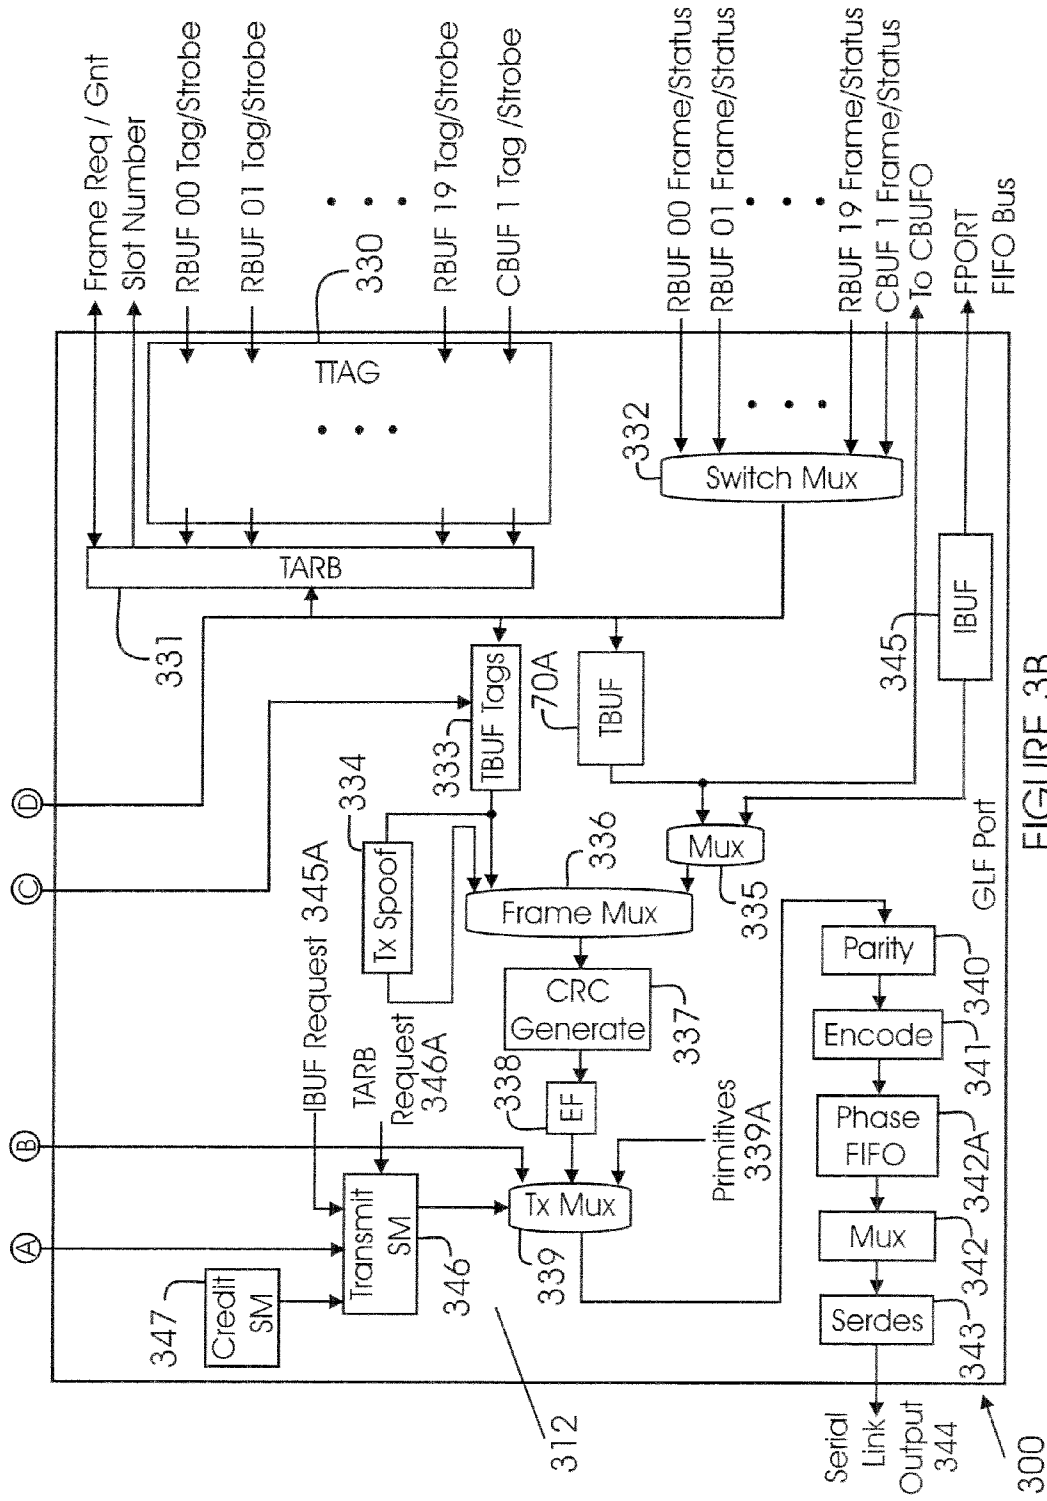 Frame Req / Gnt
Slot Number
RBUF 00 Tag/Strobe
RBUF 01 Tag/Strobe
RBUF 19 Tag/Strobe
CBUF 1 Tag /Strobe
330
RBUF 00 Frame/Status
RBUF 01 Frame/Status
RBUF 19 Frame/Status
CBUF 1 Frame/Status
To CBUFO
FPORT
FIFO Bus
TTAG
332
Switch Mux
TARB
331
IBUF
345
D
C
B
A
TBUF Tags
333
70A
TBUF
334
Tx Spoof
336
Frame Mux
Mux
335
GLF Port
IBUF Request 345A
TARB
Request
346A
CRC
Generate
337
338
EF
Primitives
339A
Parity
340
Encode
341
Phase
FIFO
342A
Mux
342
Serdes
343
347
Credit
SM
Transmit
SM
346
Tx Mux
339
312
Serial
Link
Output
344
300
FIGURE 3B